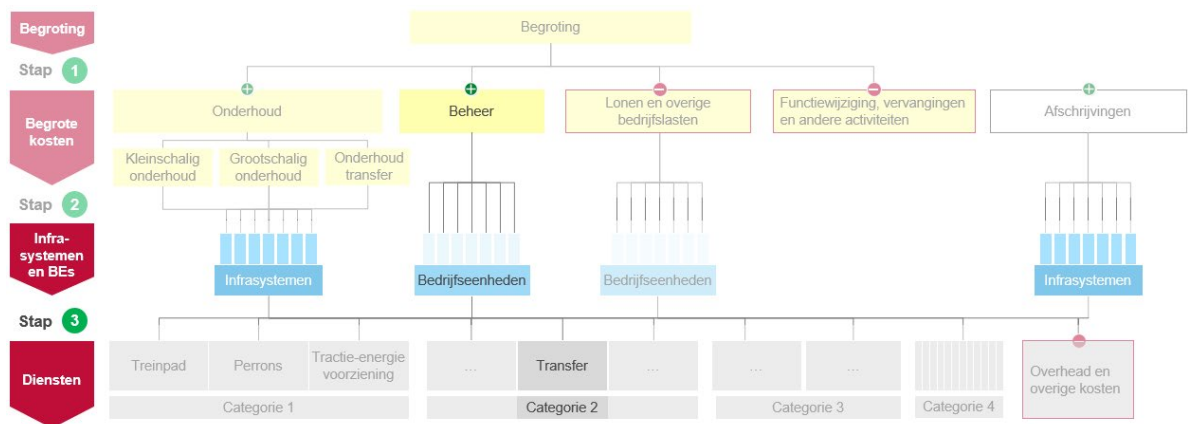 Begroting
Begroting
Stap 1
Begrote
kosten
Onderhoud
Beheer
Lonen en overige
bedrijfslasten
Functiewijziging, vervangingen
en andere activiteiten
Afschrijvingen
Kleinschalig
onderhoud
Grootschalig
onderhoud
Onderhoud
transfer
Stap 2
Infra-
systemen
en BEs
Infrasystemen
Bedrijfseenheden
Bedrijfseenheden
Infrasystemen
Stap 3
Diensten
Treinpad
Perrons
Tractie-energie
voorziening
...
Transfer
...
...
...
Overhead en
overige kosten
Categorie 1
Categorie 2
Categorie 3
Categorie 4